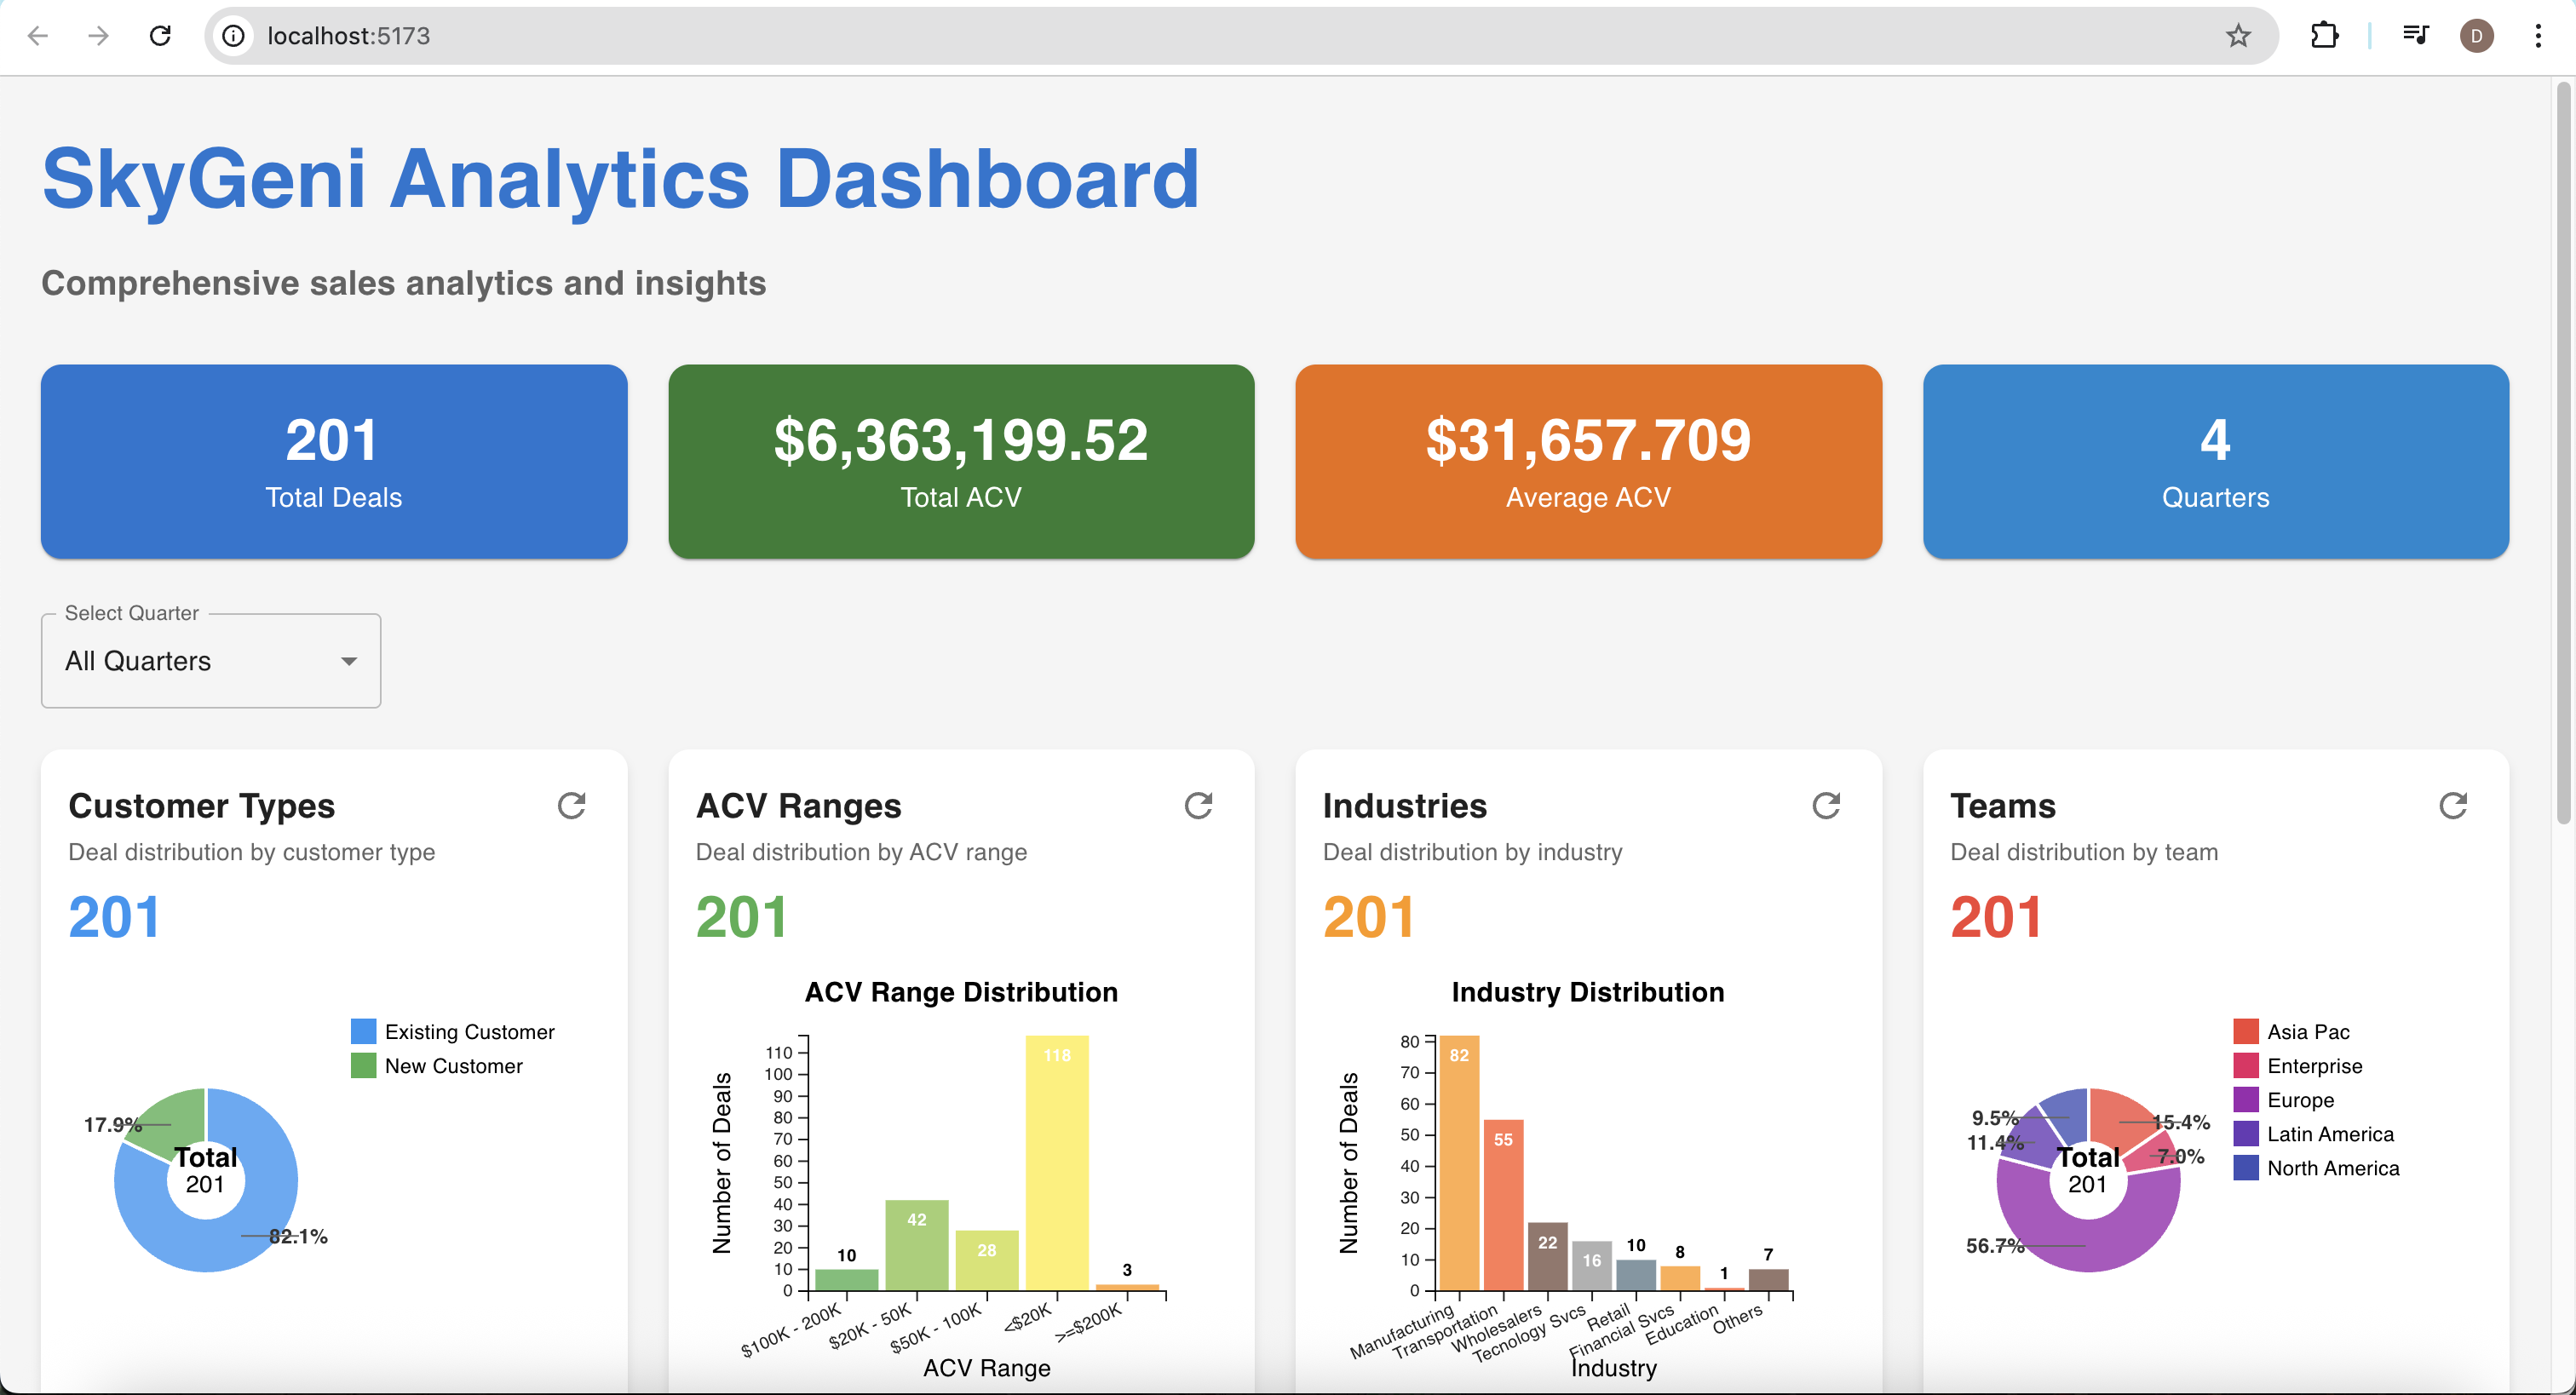 localhost:5173
D
SkyGeni Analytics Dashboard
Comprehensive sales analytics and insights
201
Total Deals
$6,363,199.52
Total ACV
$31,657.709
Average ACV
4
Quarters
Select Quarter
All Quarters
Customer Types
Deal distribution by customer type
201
Existing Customer
New Customer
17.9%
Total
201
82.1%
ACV Ranges
Deal distribution by ACV range
201
ACV Range Distribution
Number of Deals
110
100
90
80
70
60
50
40
30
20
10
0
10
42
28
118
3
$100K - 200K
$20K - 50K
$50K - 100K
<$20K
>=$200K
ACV Range
Industries
Deal distribution by industry
201
Industry Distribution
Number of Deals
80
70
60
50
40
30
20
10
0
82
55
22
16
10
8
1
7
Manufacturing
Transportation
Wholesalers
Tecnology Svcs
Retail
Financial Svcs
Education
Others
Industry
Teams
Deal distribution by team
201
Asia Pac
Enterprise
Europe
Latin America
North America
9.5%
15.4%
11.4%
7.0%
Total
201
56.7%